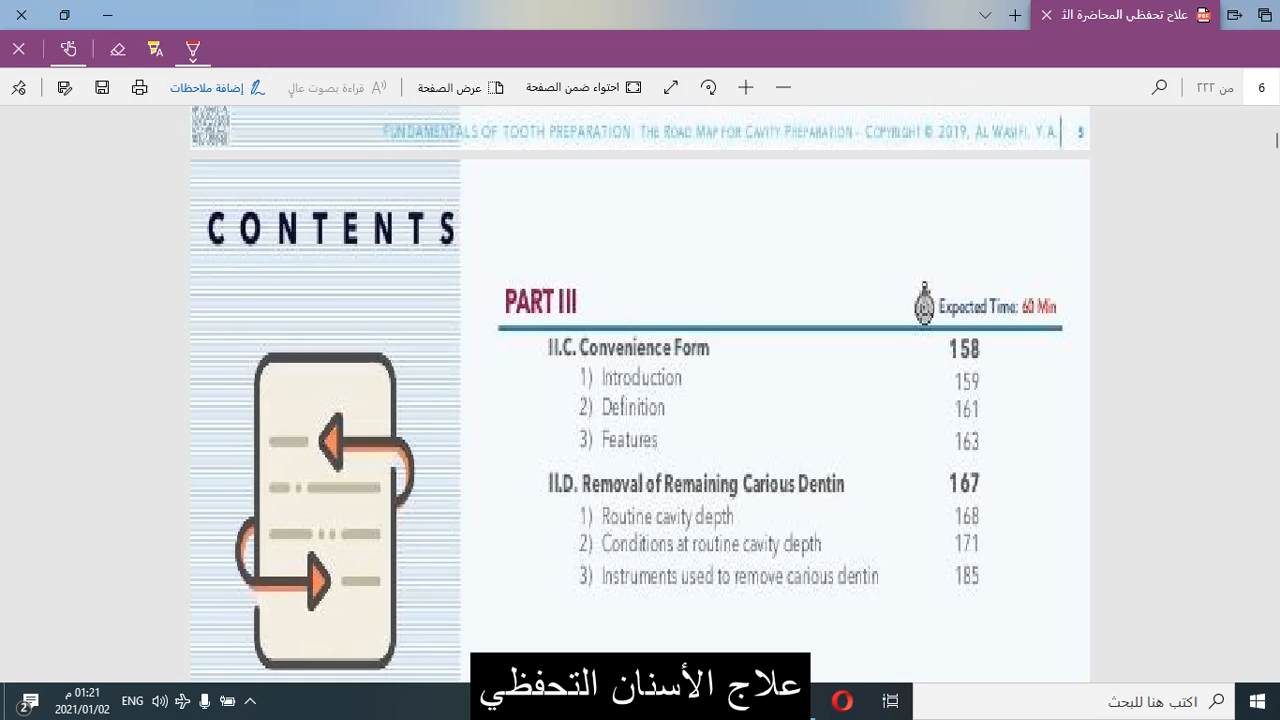 علاج تحفظي المحاضرة الأ
إضافة ملاحظات
قراءة بصوت عالٍ
عرض الصفحة
احتواء ضمن الصفحة
من ٢٢٢
6
FUNDAMENTALS OF TOOTH PREPARATION: THE ROAD MAP FOR CAVITY PREPARATION - COPYRIGHT © 2019, AL WASIFI, Y.A. 5
CONTENTS
PART III
Expected Time: 60 Min
II.C. Convenience Form 158
1) Introduction 159
2) Definition 161
3) Features 163
II.D. Removal of Remaining Carious Dentin 167
1) Routine cavity depth 168
2) Conditions at routine cavity depth 171
3) Instruments used to remove carious dentin 185
علاج الأسنان التحفظي
اكتب هنا للبحث
ENG
01:21 م
2021/01/02
2